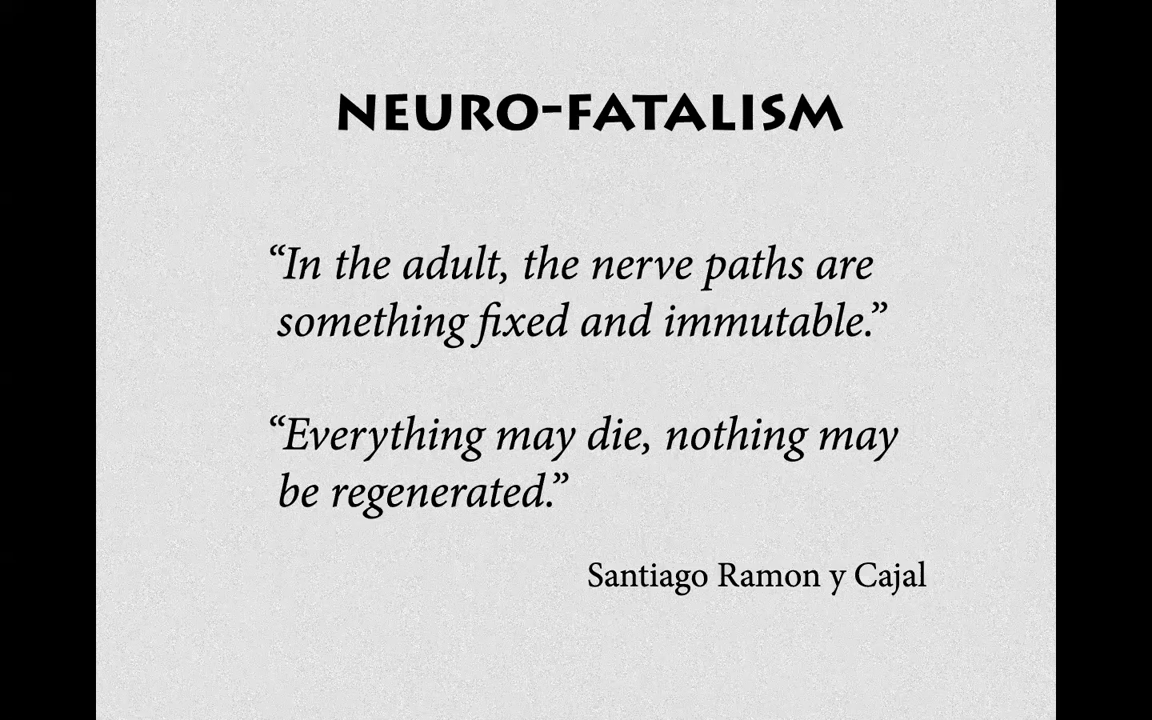 NEURO-FATALISM
“In the adult, the nerve paths are
something fixed and immutable.”
“Everything may die, nothing may
be regenerated.”
Santiago Ramon y Cajal